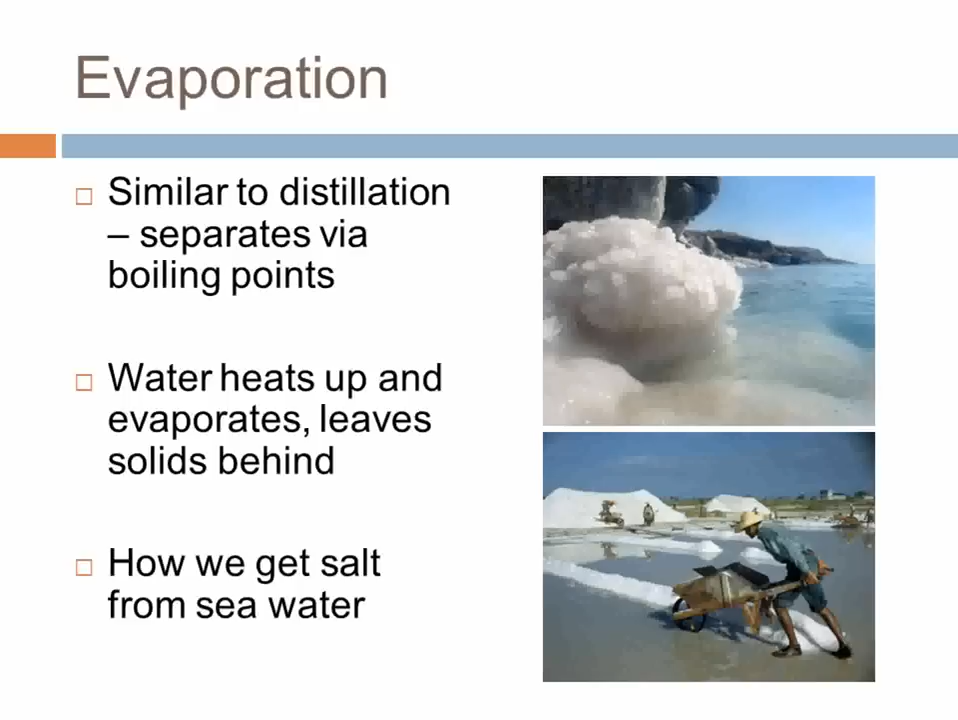 Evaporation
Similar to distillation
– separates via
boiling points
Water heats up and
evaporates, leaves
solids behind
How we get salt
from sea water